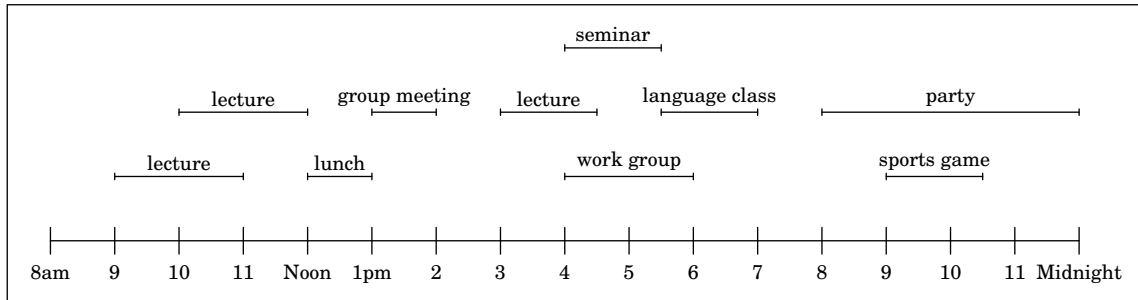 seminar
lecture group meeting lecture language class party
lecture lunch work group sports game
8am 9 10 11 Noon 1pm 2 3 4 5 6 7 8 9 10 11 Midnight